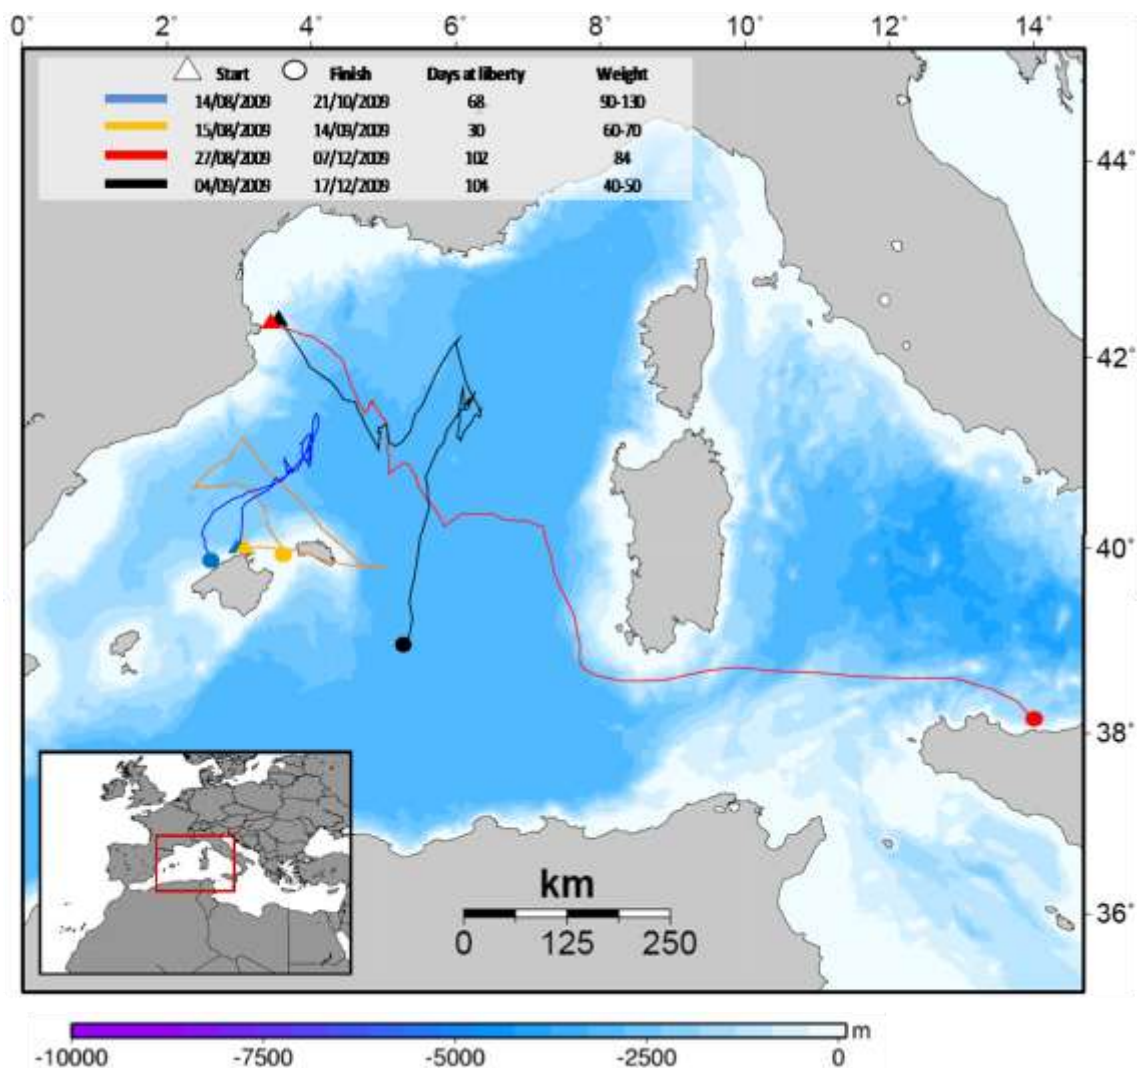 0° 2° 4° 6° 8° 10° 12° 14°
Start Finish Days at liberty Weight
14/08/2009 21/10/2009 68 90-130
15/08/2009 14/09/2009 30 60-70
27/08/2009 07/12/2009 102 84
04/09/2009 17/12/2009 104 40-50
44°
42°
40°
38°
36°
km
0 125 250
m
-10000 -7500 -5000 -2500 0